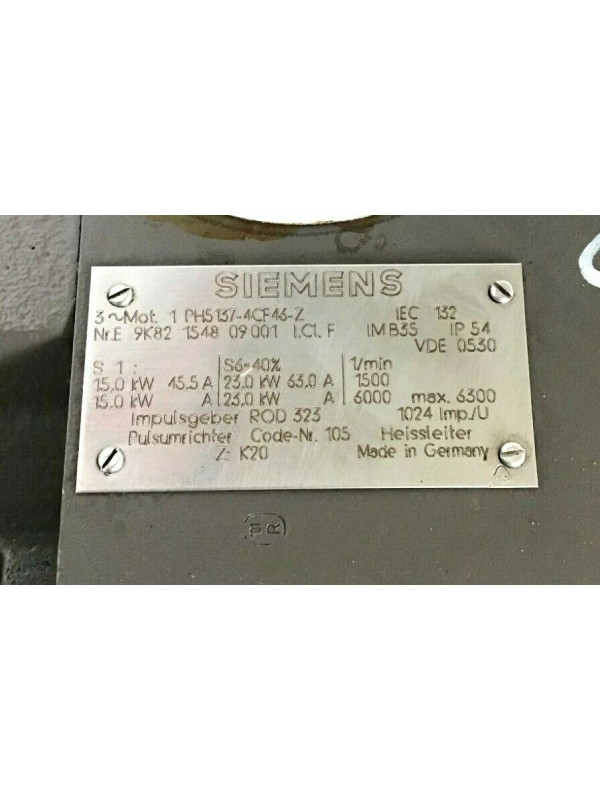 SIEMENS
3~Mot. 1 PH5137-4CF46-Z IEC 132
Nr.E 9K82 1548 09001 I.Cl. F IM B35 IP 54
VDE 0530
S 1 : S6-40% 1/min
15,0 kW 45.5 A 23,0 kW 63.0 A 1500
15,0 kW A 23,0 kW A 6000 max. 6300
Impulsgeber ROD 323 1024 Imp./U
Pulsumrichter Code-Nr. 105 Heissleiter
Z: K20 Made in Germany